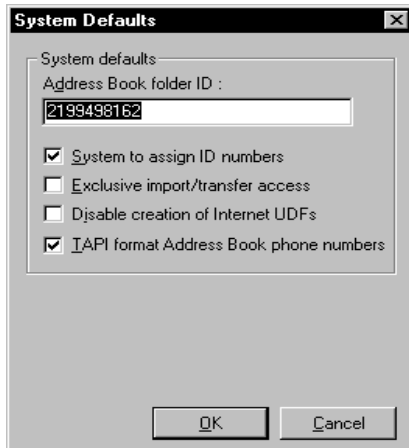 System Defaults
System defaults
Address Book folder ID :
2199498162
System to assign ID numbers
Exclusive import/transfer access
Disable creation of Internet UDFs
TAPI format Address Book phone numbers
OK Cancel